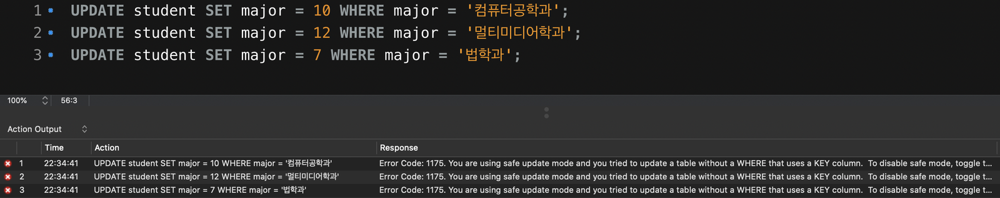 1 UPDATE student SET major = 10 WHERE major = '컴퓨터공학과';
2 UPDATE student SET major = 12 WHERE major = '멀티미디어학과';
3 UPDATE student SET major = 7 WHERE major = '법학과';
100% 56:3
Action Output
Time Action Response
1 22:34:41 UPDATE student SET major = 10 WHERE major = '컴퓨터공학과' Error Code: 1175. You are using safe update mode and you tried to update a table without a WHERE that uses a KEY column.  To disable safe mode, toggle t...
2 22:34:41 UPDATE student SET major = 12 WHERE major = '멀티미디어학과' Error Code: 1175. You are using safe update mode and you tried to update a table without a WHERE that uses a KEY column.  To disable safe mode, toggle t...
3 22:34:41 UPDATE student SET major = 7 WHERE major = '법학과' Error Code: 1175. You are using safe update mode and you tried to update a table without a WHERE that uses a KEY column.  To disable safe mode, toggle t...